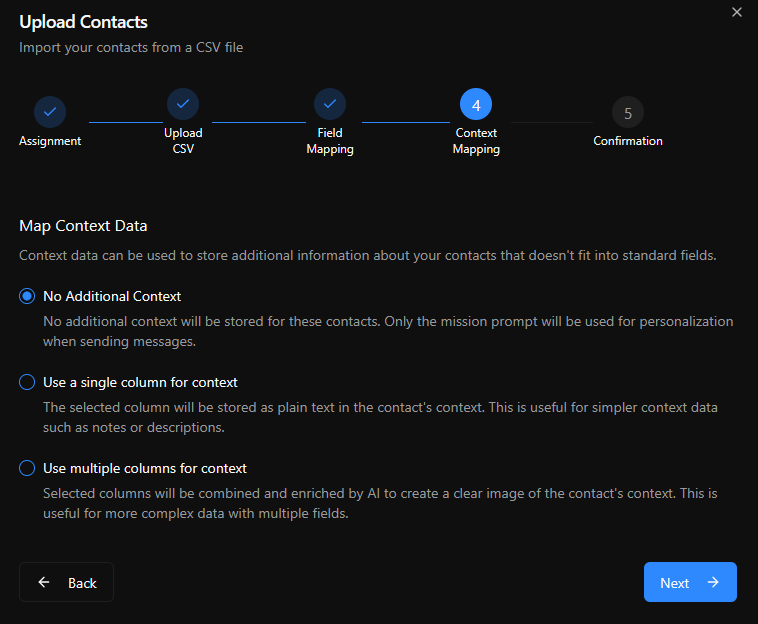 Upload Contacts
Import your contacts from a CSV file
Assignment
Upload
CSV
Field
Mapping
4
Context
Mapping
5
Confirmation
Map Context Data
Context data can be used to store additional information about your contacts that doesn't fit into standard fields.
No Additional Context
No additional context will be stored for these contacts. Only the mission prompt will be used for personalization
when sending messages.
Use a single column for context
The selected column will be stored as plain text in the contact's context. This is useful for simpler context data
such as notes or descriptions.
Use multiple columns for context
Selected columns will be combined and enriched by AI to create a clear image of the contact's context. This is
useful for more complex data with multiple fields.
Back
Next